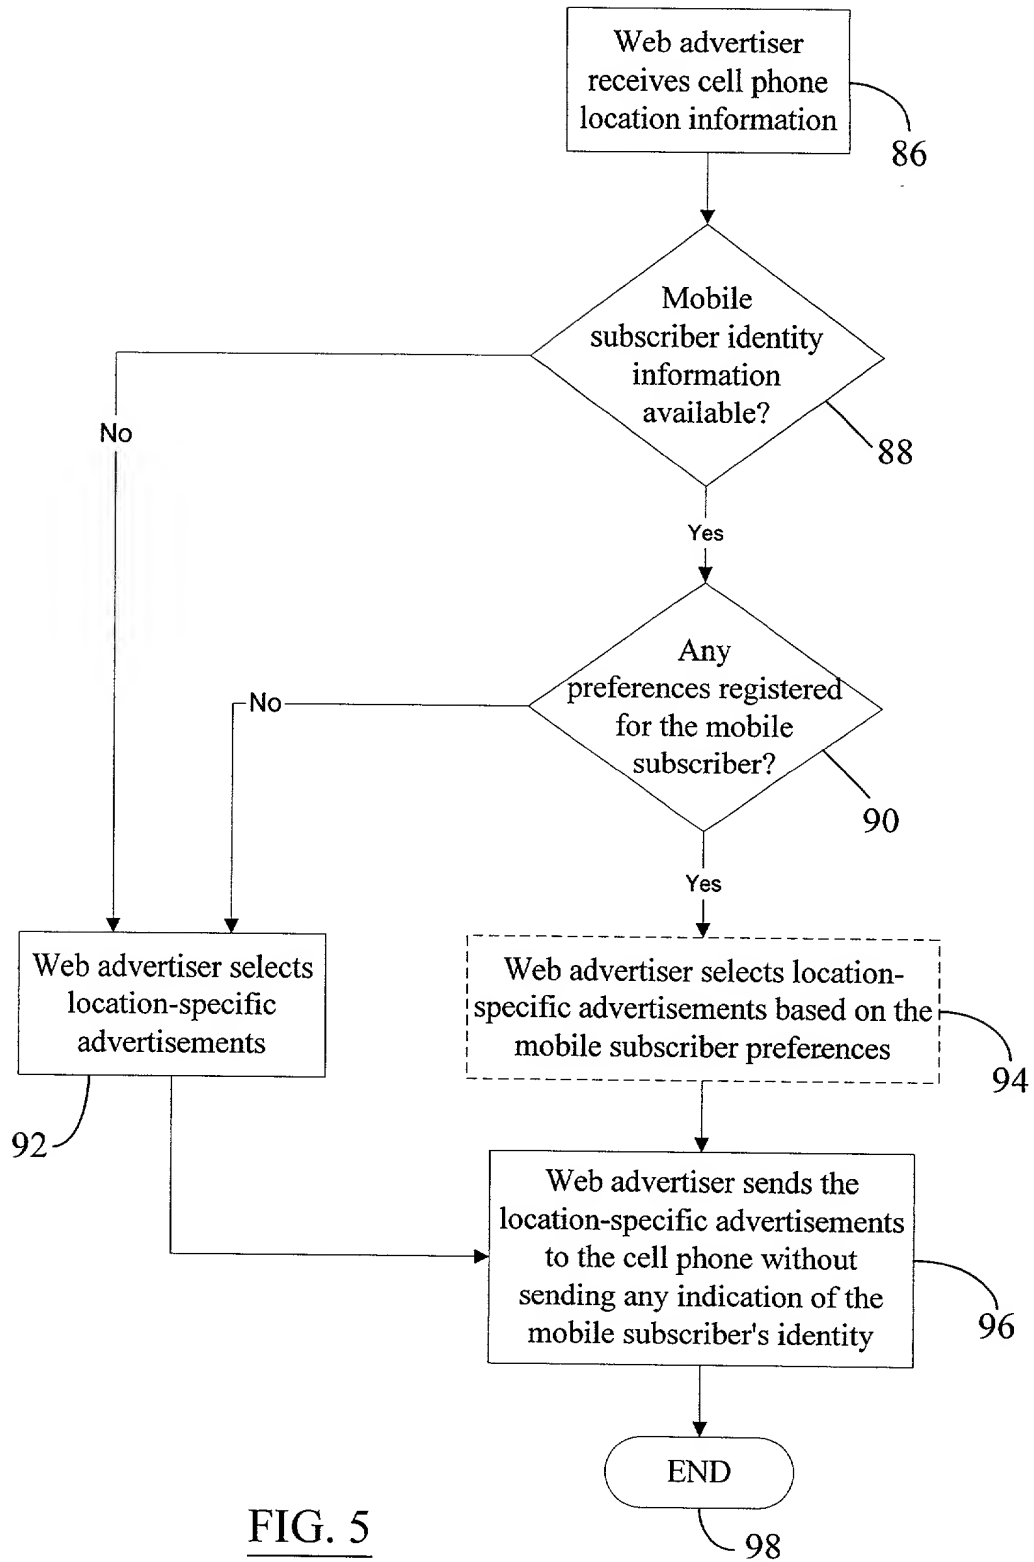 Web advertiser
receives cell phone
location information
86
Mobile
subscriber identity
information
available?
88
No
Yes
Any
preferences registered
for the mobile
subscriber?
90
No
Yes
Web advertiser selects
location-specific
advertisements
92
Web advertiser selects location-
specific advertisements based on the
mobile subscriber preferences
94
Web advertiser sends the
location-specific advertisements
to the cell phone without
sending any indication of the
mobile subscriber's identity
96
END
98
FIG. 5